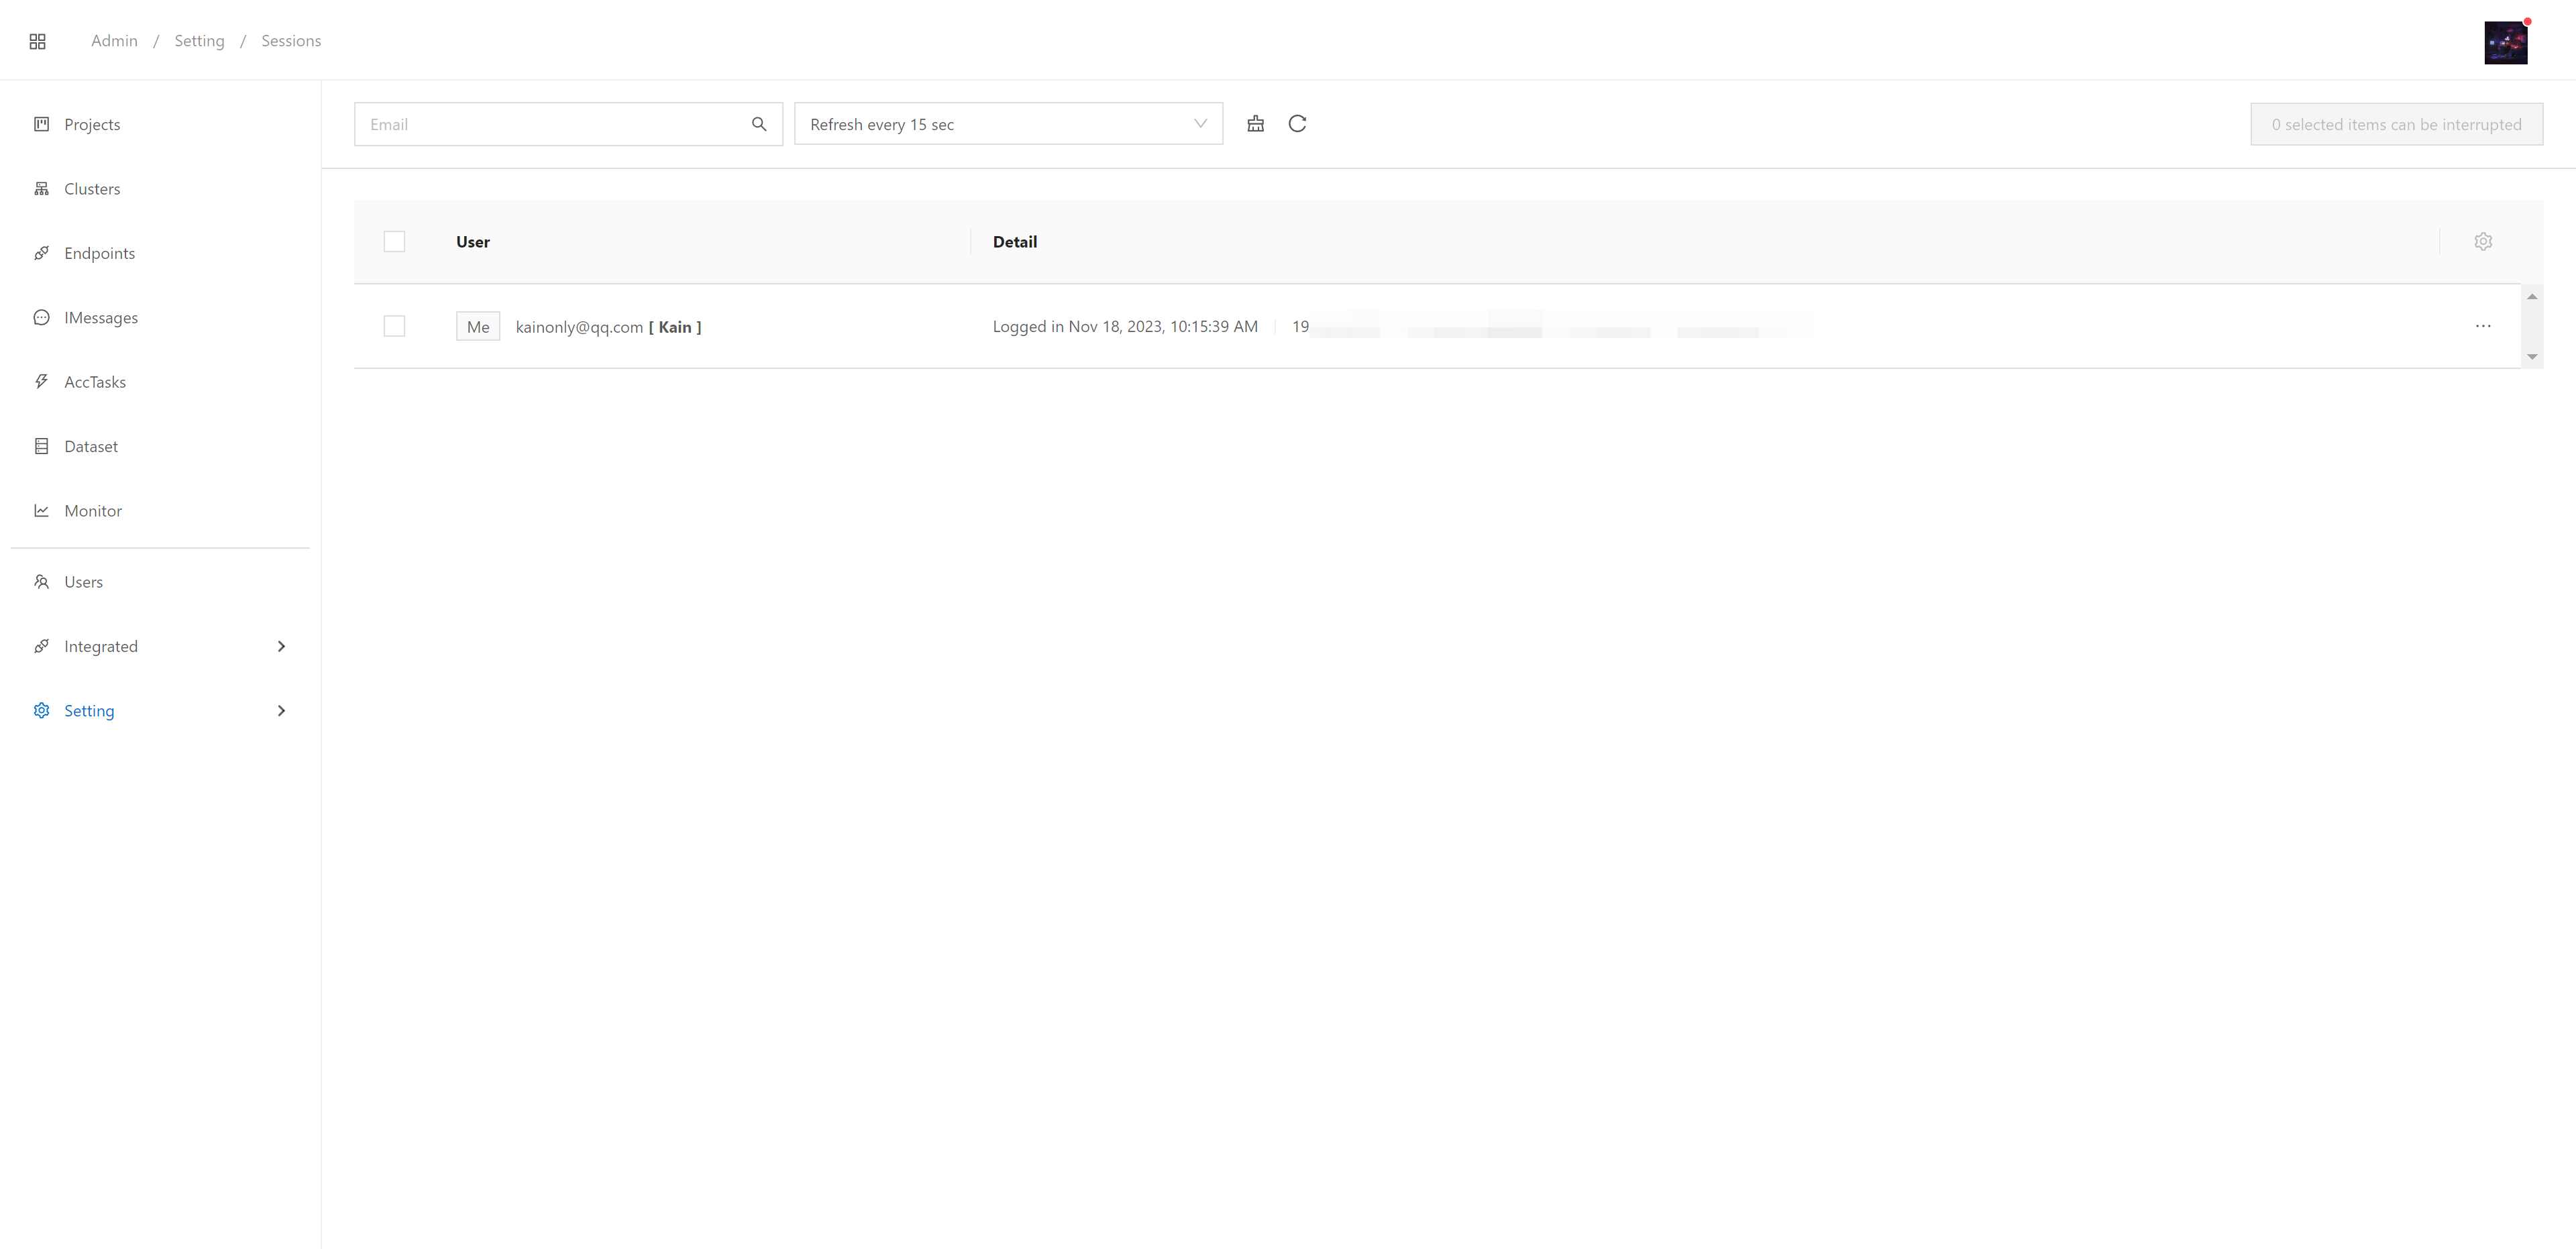 Admin / Setting / Sessions
Projects
Clusters
Endpoints
IMessages
AccTasks
Dataset
Monitor
Users
Integrated
Setting
Email
Refresh every 15 sec
0 selected items can be interrupted
User Detail
Me kainonly@qq.com [ Kain ] Logged in Nov 18, 2023, 10:15:39 AM 19